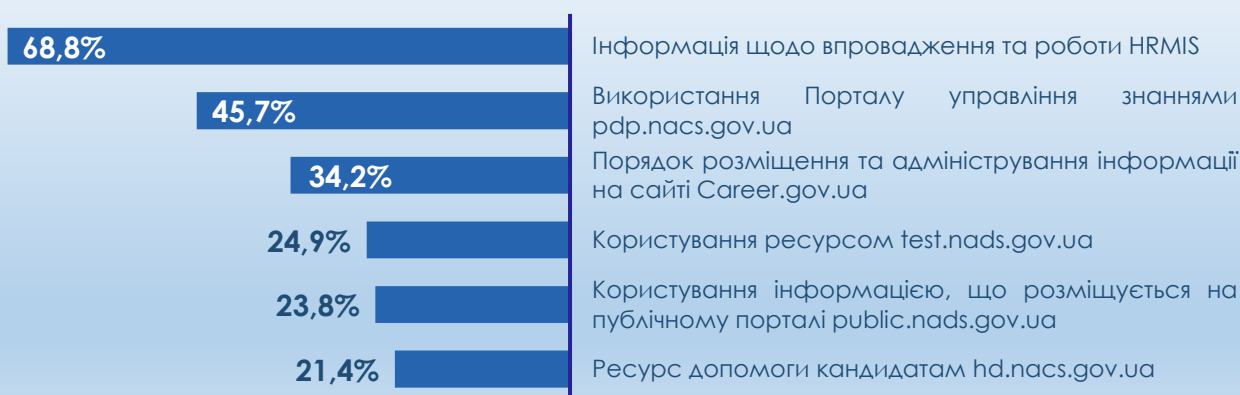 68,8% Інформація щодо впровадження та роботи HRMIS
45,7% Використання Порталу управління знаннями
pdp.nacs.gov.ua
34,2% Порядок розміщення та адміністрування інформації
на сайті Career.gov.ua
24,9% Користування ресурсом test.nads.gov.ua
23,8% Користування інформацією, що розміщується на
публічному порталі public.nads.gov.ua
21,4% Ресурс допомоги кандидатам hd.nacs.gov.ua